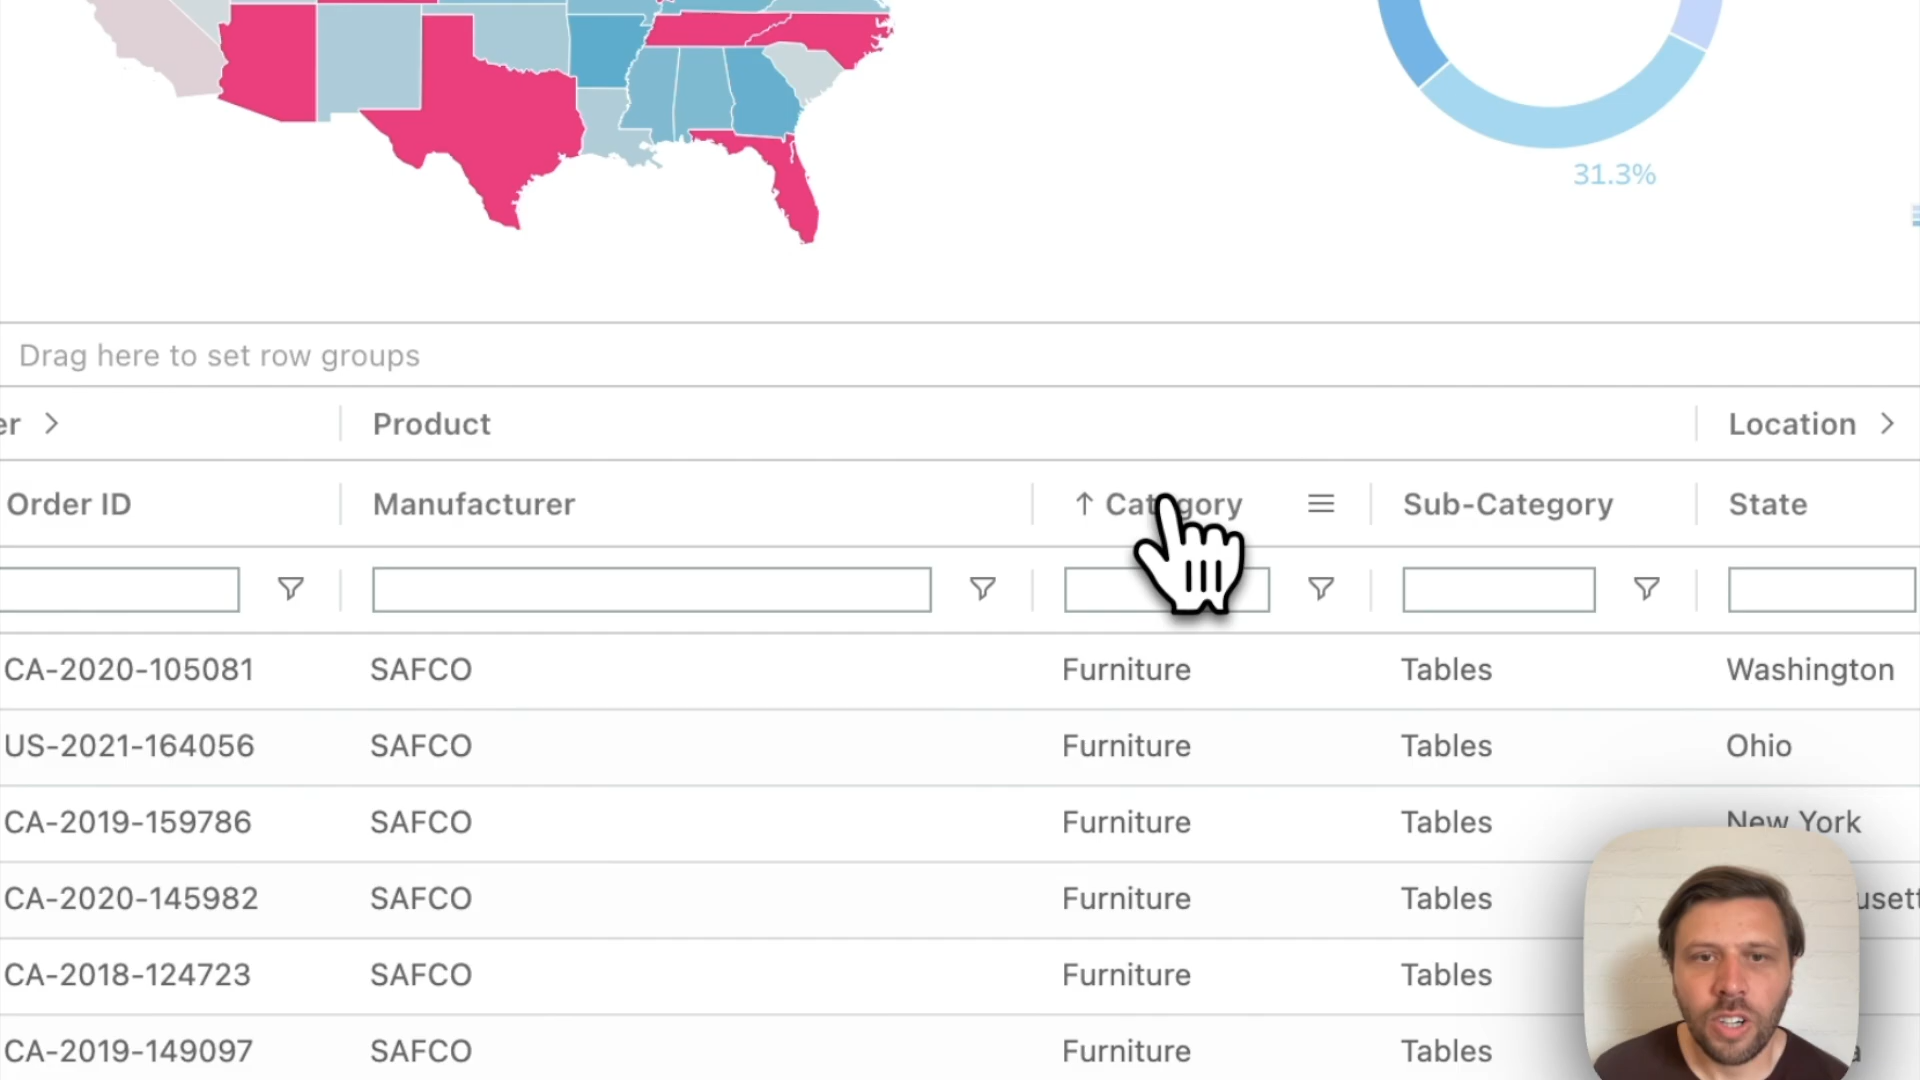 31.3%
Drag here to set row groups
er Product Location
Order ID Manufacturer Category Sub-Category State
CA-2020-105081 SAFCO Furniture Tables Washington
US-2021-164056 SAFCO Furniture Tables Ohio
CA-2019-159786 SAFCO Furniture Tables New York
CA-2020-145982 SAFCO Furniture Tables usett
CA-2018-124723 SAFCO Furniture Tables
CA-2019-149097 SAFCO Furniture Tables a